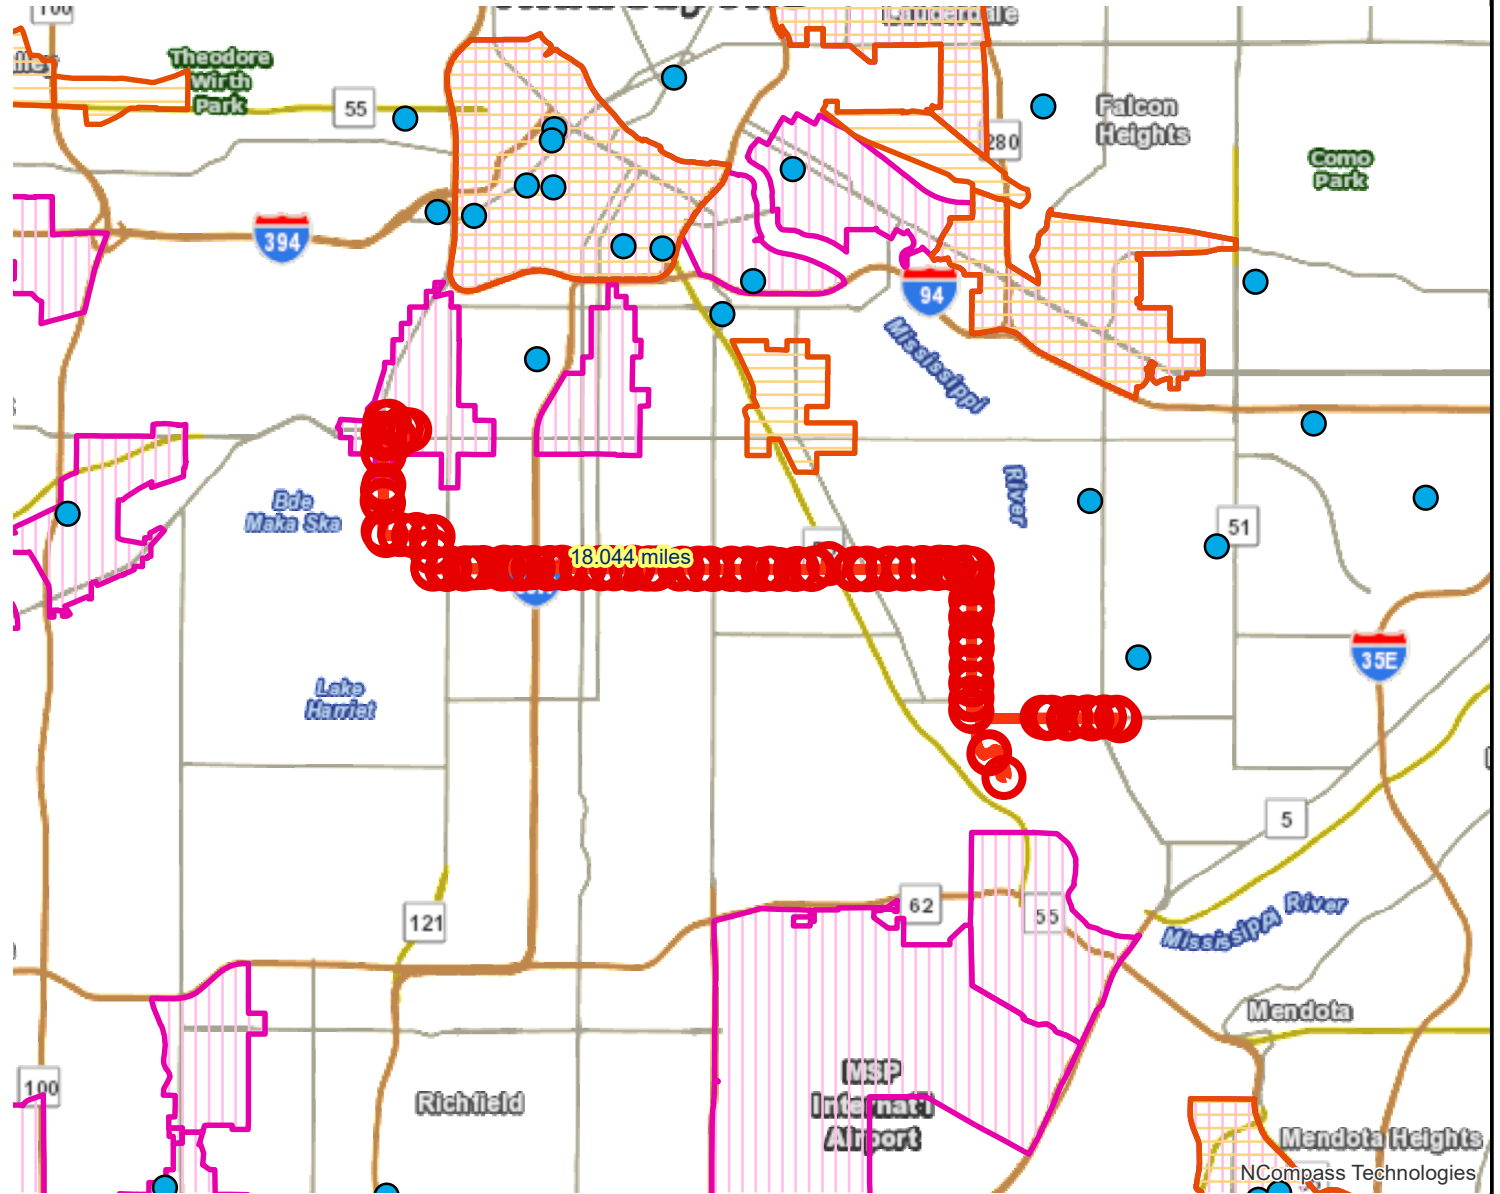 100
Lauderdale
Theodore
Wirth
Park
55
280
Falcon
Heights
Como
Park
394
94
Mississippi
River
Bde
Maka Ska
51
18.044 miles
35E
Lake
Harriet
5
121
62
55
Mississippi River
Mendota
100
Richfield
MSP
Internat'l
Airport
Mendota Heights
NCompass Technologies